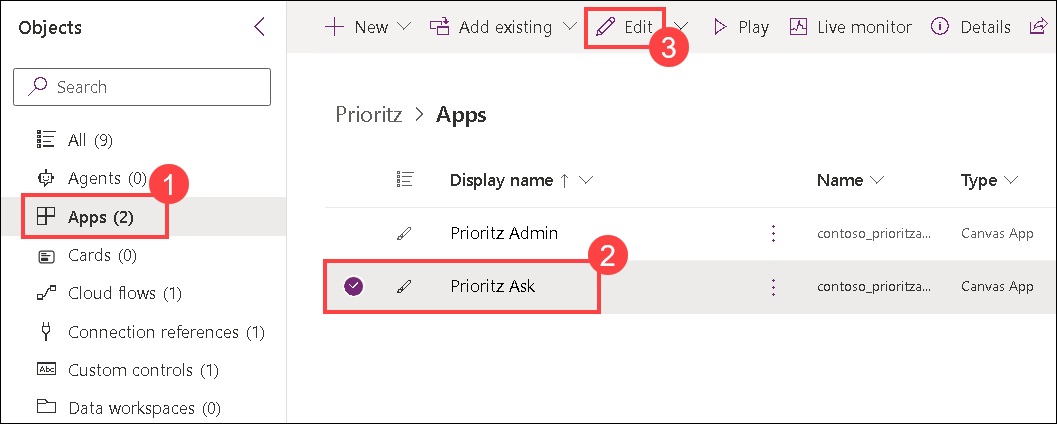 Objects
Search
All (9)
Agents (0)
1
Apps (2)
Cards (0)
Cloud flows (1)
Connection references (1)
Custom controls (1)
Data workspaces (0)
New Add existing Edit Play Live monitor Details
3
Prioritz > Apps
Display name ↑ Name Type
Prioritz Admin contoso_prioritza... Canvas App
2
Prioritz Ask contoso_prioritza... Canvas App
Abc